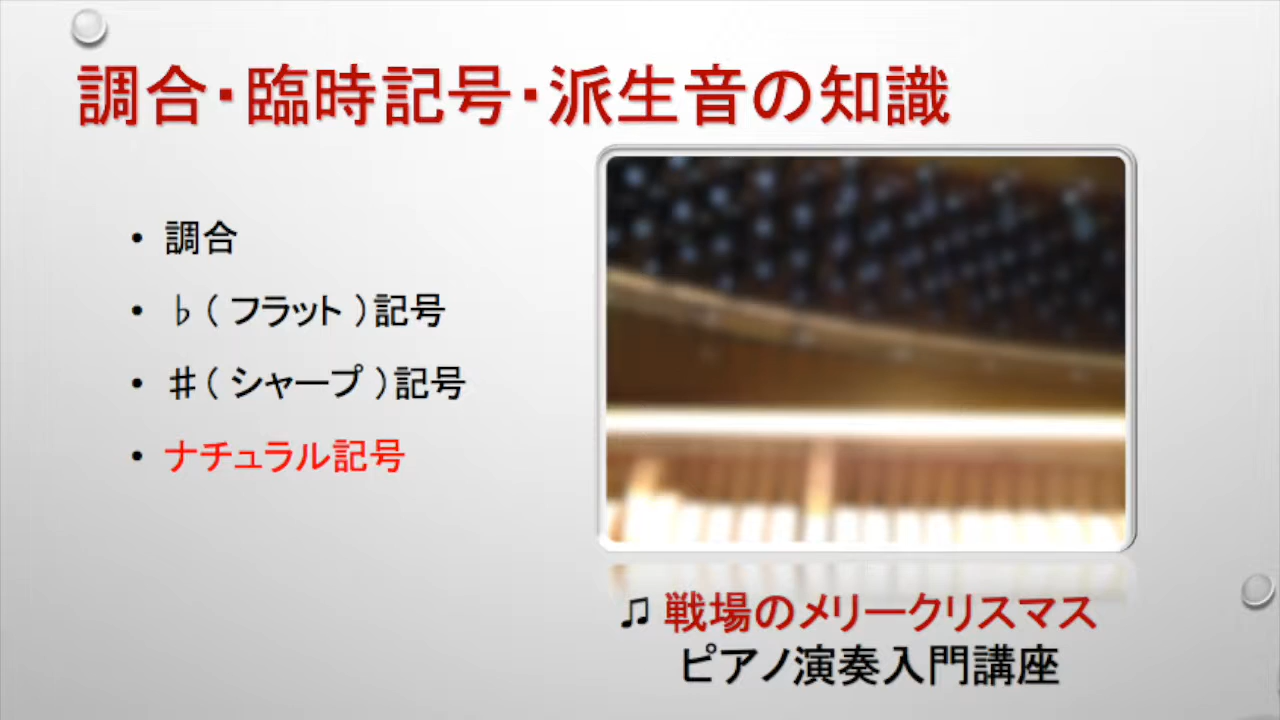 調合・臨時記号・派生音の知識
• 調合
• ♭( フラット )記号
• ♯( シャープ )記号
• ナチュラル記号
♫ 戦場のメリークリスマス
ピアノ演奏入門講座